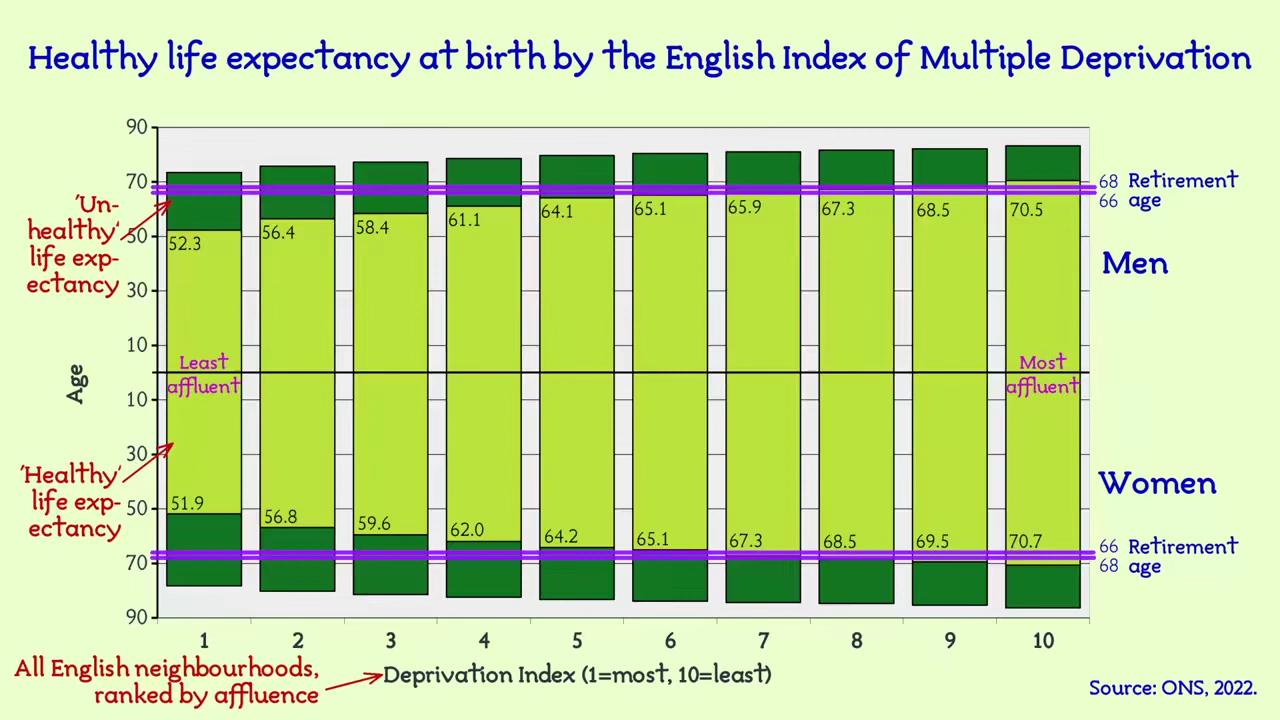 Healthy life expectancy at birth by the English Index of Multiple Deprivation
90
70
50
30
10
10
30
50
70
90
Age
'Un-
healthy'
life exp-
ectancy
'Healthy'
life exp-
ectancy
52.3
56.4
58.4
61.1
64.1
65.1
65.9
67.3
68.5
70.5
Least
affluent
Most
affluent
51.9
56.8
59.6
62.0
64.2
65.1
67.3
68.5
69.5
70.7
68 Retirement
66 age
Men
Women
66 Retirement
68 age
1 2 3 4 5 6 7 8 9 10
All English neighbourhoods,
ranked by affluence
Deprivation Index (1=most, 10=least)
Source: ONS, 2022.